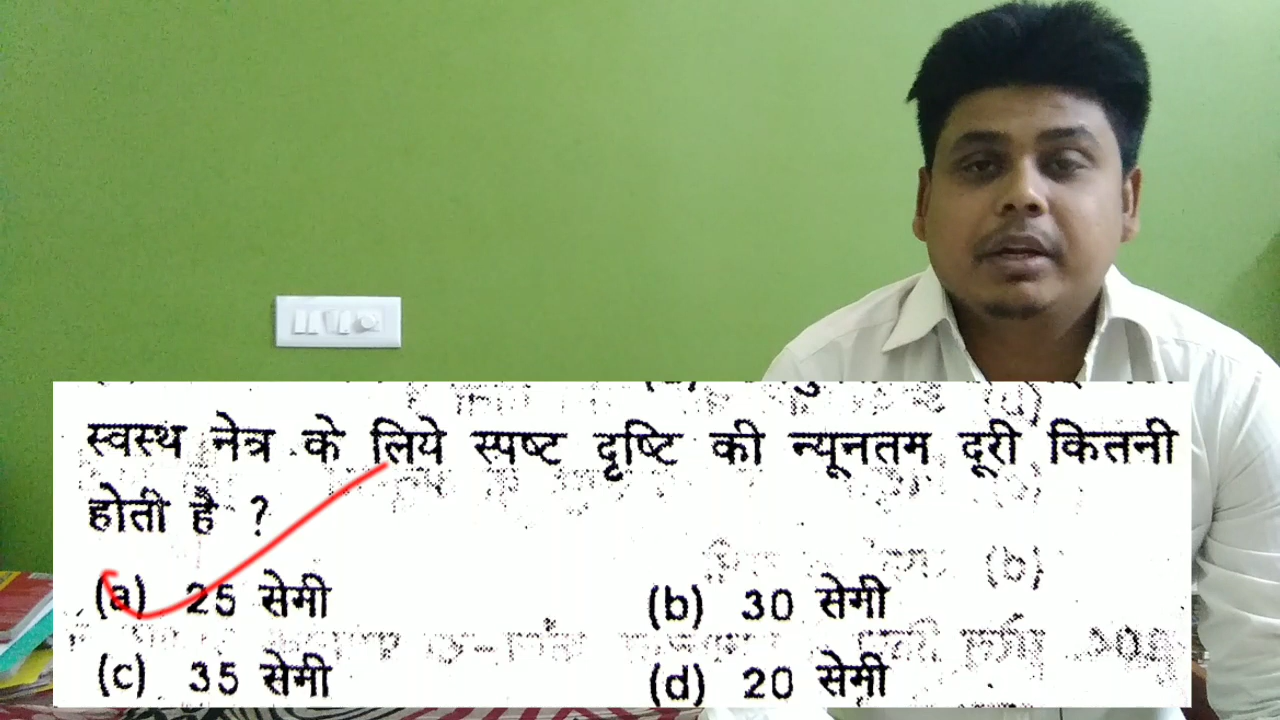 स्वस्थ नेत्र के लिये स्पष्ट दृष्टि की न्यूनतम दूरी कितनी
होती है ?
(a) 25 सेमी (b) 30 सेमी
(c) 35 सेमी (d) 20 सेमी